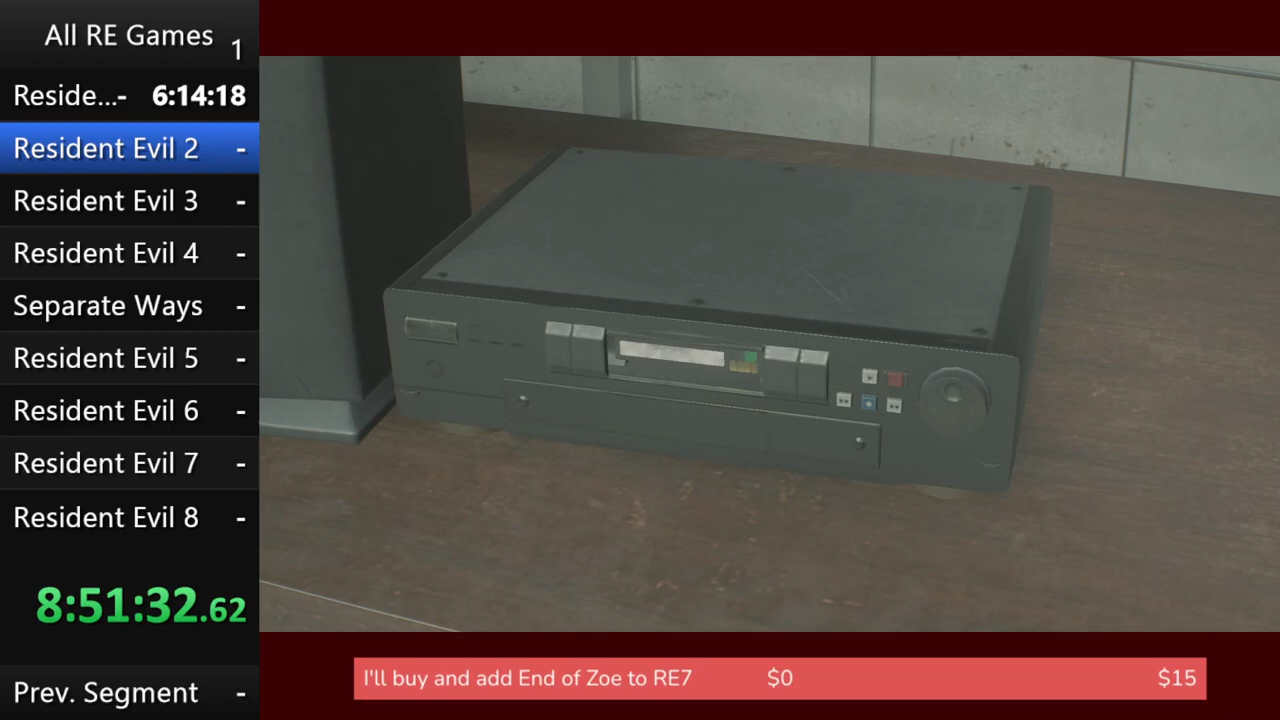 All RE Games
1
Reside...- 6:14:18
Resident Evil 2 -
Resident Evil 3 -
Resident Evil 4 -
Separate Ways -
Resident Evil 5 -
Resident Evil 6 -
Resident Evil 7 -
Resident Evil 8 -
8:51:32.62
Prev. Segment -
I'll buy and add End of Zoe to RE7 $0 $15